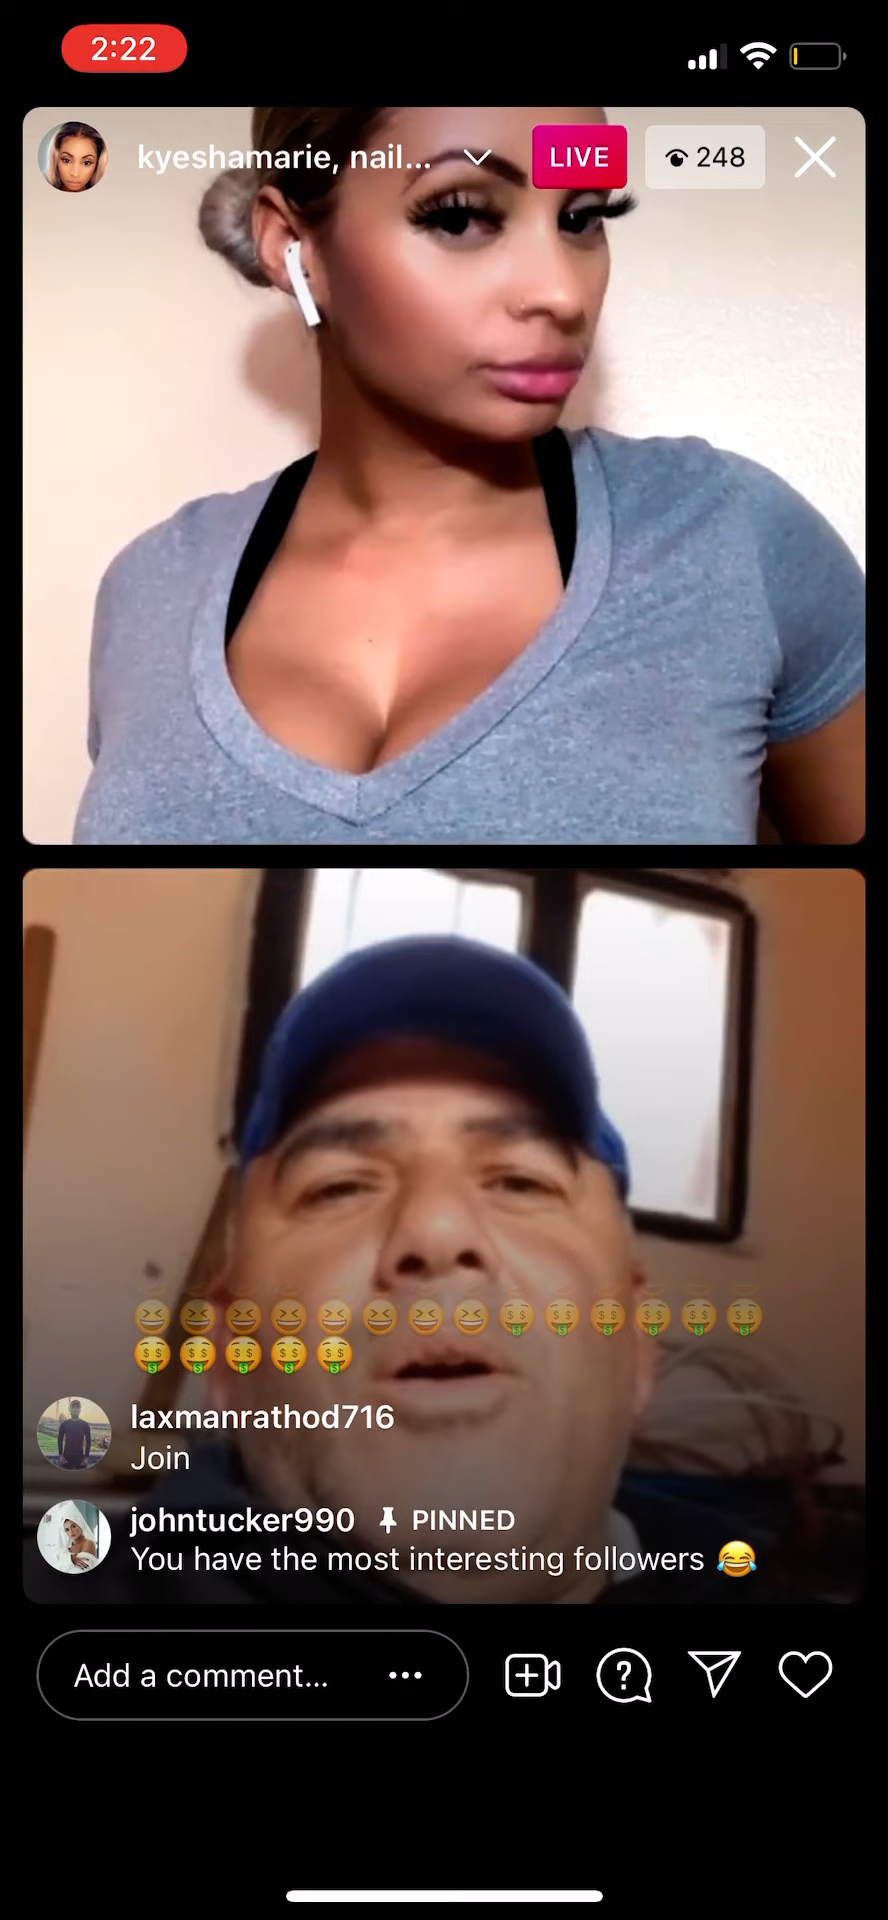 2:22
kyeshamarie, nail...
LIVE
248
😆😆😆😆😆😆😆😆🤑🤑🤑🤑🤑🤑
🤑🤑🤑🤑🤑
laxmanrathod716
Join
johntucker990 📌 PINNED
You have the most interesting followers 😂
Add a comment...